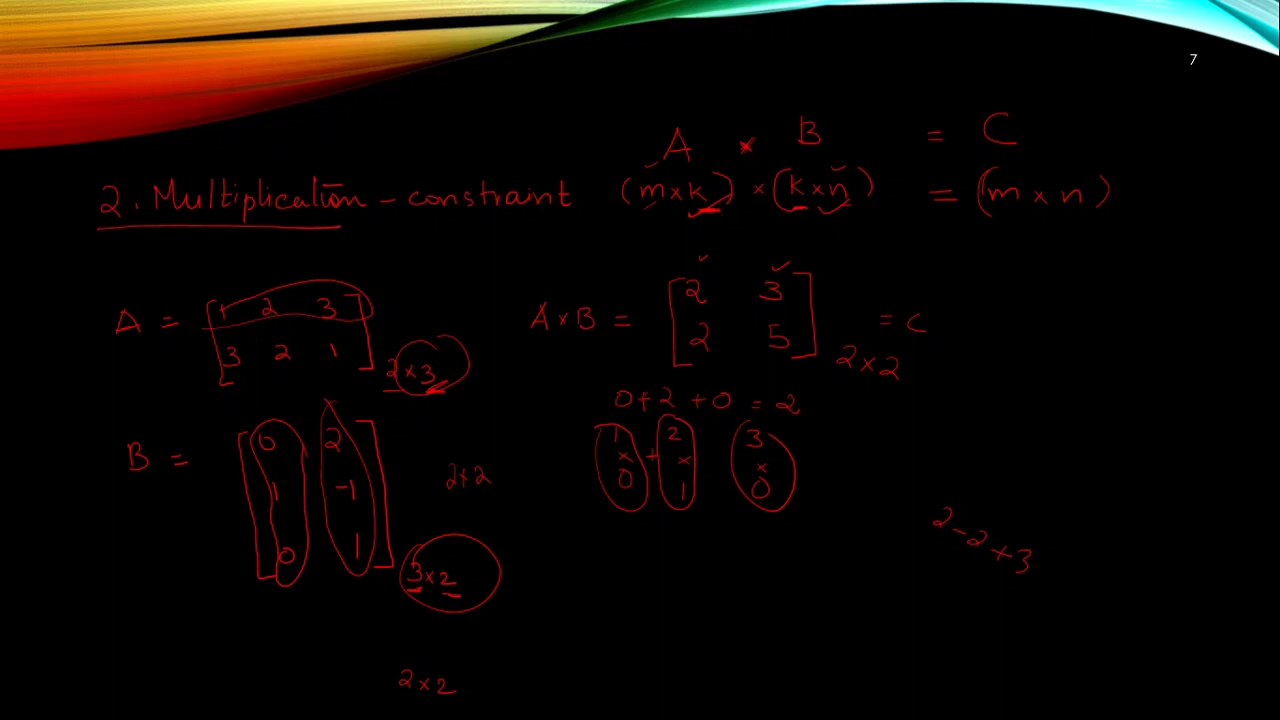 7
A × B = C
2. Multiplication - constraint (m×k) × (k×n) = (m×n)
A = [1 2 3
3 2 1] 2×3
A×B = [2 3
2 5] 2×2 = C
0+2+0 = 2
B = [0 2
1 -1
0 1] 3×2
2×2
1×0 + 2×1 3×0
2-2+3
2×2